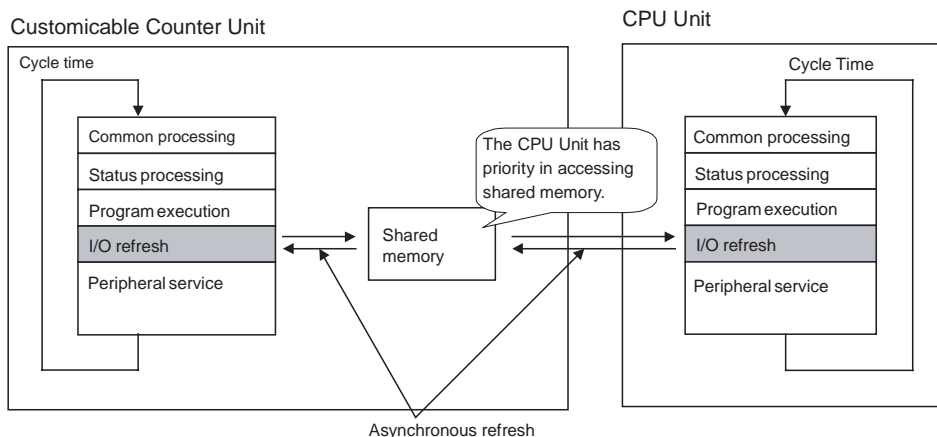 Customicable Counter Unit
CPU Unit
Cycle time
Common processing
Status processing
Program execution
I/O refresh
Peripheral service
Shared
memory
The CPU Unit has
priority in accessing
shared memory.
Cycle Time
Common processing
Status processing
Program execution
I/O refresh
Peripheral service
Asynchronous refresh